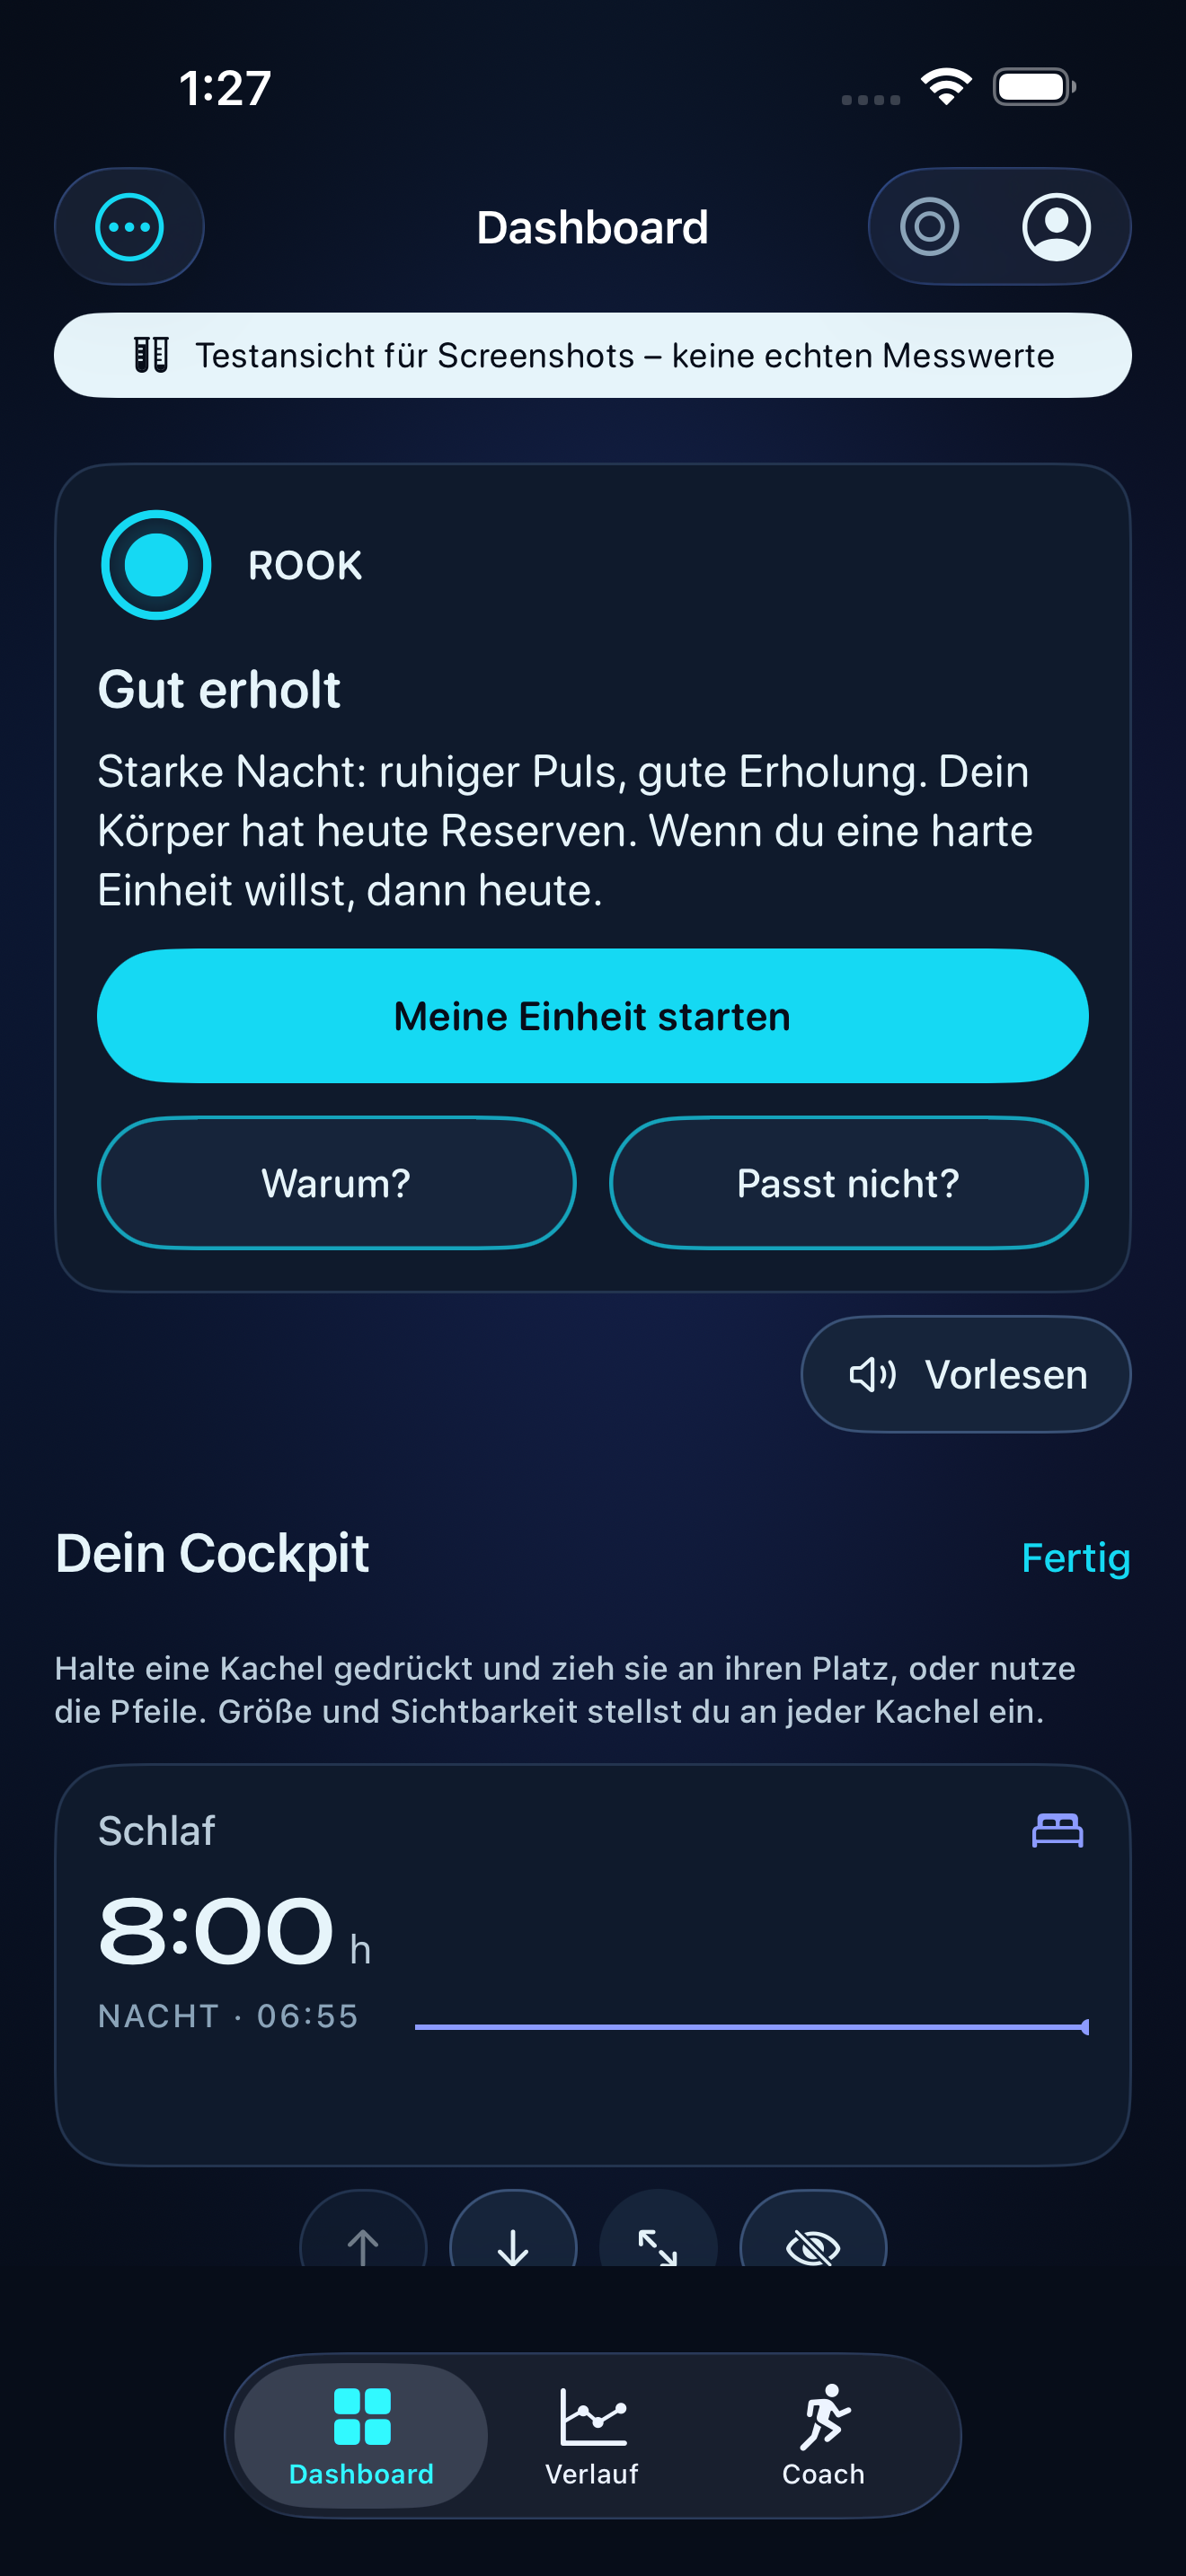 1:27
Dashboard
Testansicht für Screenshots – keine echten Messwerte
ROOK
Gut erholt
Starke Nacht: ruhiger Puls, gute Erholung. Dein
Körper hat heute Reserven. Wenn du eine harte
Einheit willst, dann heute.
Meine Einheit starten
Warum?
Passt nicht?
Vorlesen
Dein Cockpit
Fertig
Halte eine Kachel gedrückt und zieh sie an ihren Platz, oder nutze
die Pfeile. Größe und Sichtbarkeit stellst du an jeder Kachel ein.
Schlaf
8:00 h
NACHT · 06:55
Dashboard
Verlauf
Coach